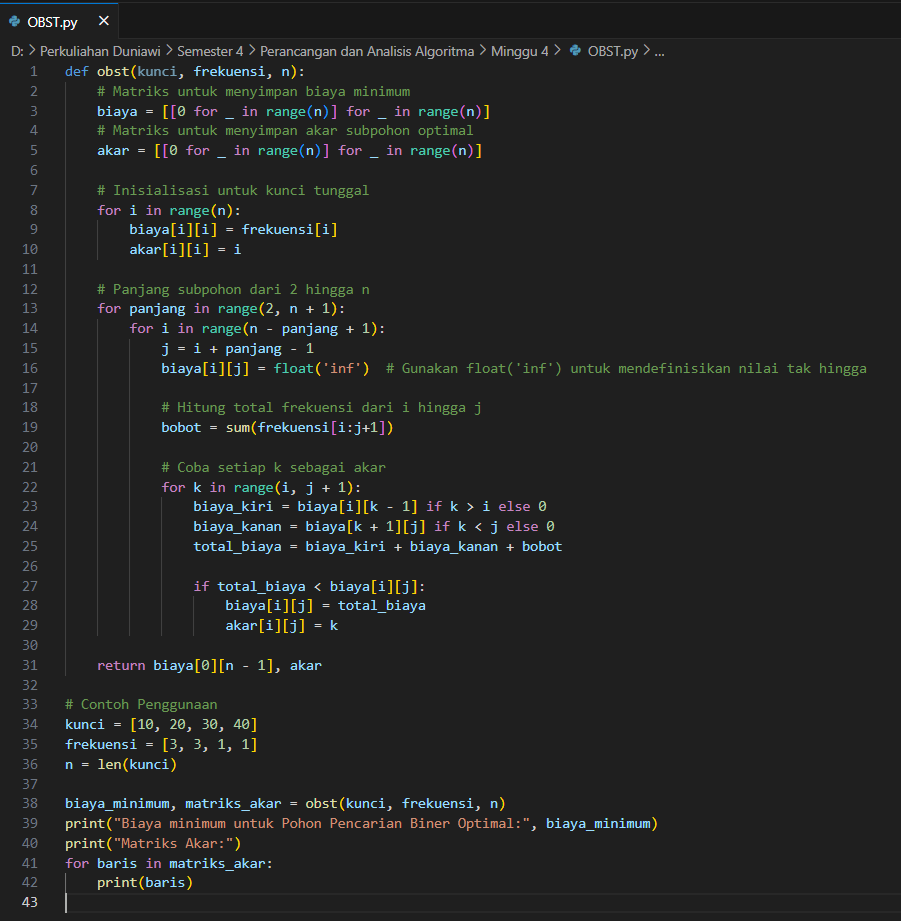 OBST.py ×
D: > Perkuliahan Duniawi > Semester 4 > Perancangan dan Analisis Algoritma > Minggu 4 > OBST.py > ...
1 def obst(kunci, frekuensi, n):
2     # Matriks untuk menyimpan biaya minimum
3     biaya = [[0 for _ in range(n)] for _ in range(n)]
4     # Matriks untuk menyimpan akar subpohon optimal
5     akar = [[0 for _ in range(n)] for _ in range(n)]
6
7     # Inisialisasi untuk kunci tunggal
8     for i in range(n):
9         biaya[i][i] = frekuensi[i]
10         akar[i][i] = i
11
12     # Panjang subpohon dari 2 hingga n
13     for panjang in range(2, n + 1):
14         for i in range(n - panjang + 1):
15             j = i + panjang - 1
16             biaya[i][j] = float('inf')  # Gunakan float('inf') untuk mendefinisikan nilai tak hingga
17
18             # Hitung total frekuensi dari i hingga j
19             bobot = sum(frekuensi[i:j+1])
20
21             # Coba setiap k sebagai akar
22             for k in range(i, j + 1):
23                 biaya_kiri = biaya[i][k - 1] if k > i else 0
24                 biaya_kanan = biaya[k + 1][j] if k < j else 0
25                 total_biaya = biaya_kiri + biaya_kanan + bobot
26
27                 if total_biaya < biaya[i][j]:
28                     biaya[i][j] = total_biaya
29                     akar[i][j] = k
30
31     return biaya[0][n - 1], akar
32
33 # Contoh Penggunaan
34 kunci = [10, 20, 30, 40]
35 frekuensi = [3, 3, 1, 1]
36 n = len(kunci)
37
38 biaya_minimum, matriks_akar = obst(kunci, frekuensi, n)
39 print("Biaya minimum untuk Pohon Pencarian Biner Optimal:", biaya_minimum)
40 print("Matriks Akar:")
41 for baris in matriks_akar:
42     print(baris)
43